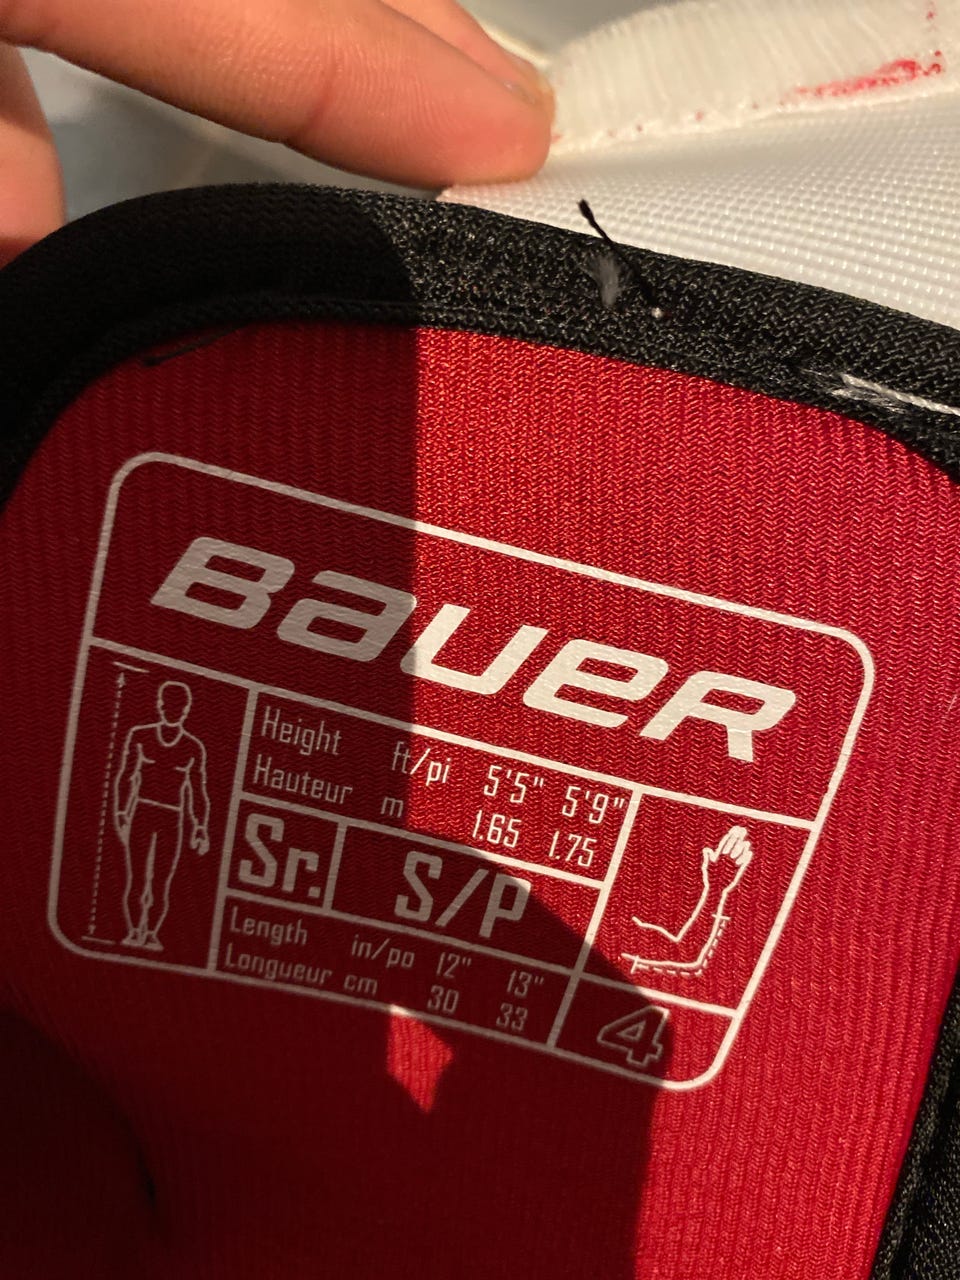 BAUER
Height ft/pi 5'5" 5'9"
Hauteur m 1.65 1.75
Sr. S/P
Length in/po 12" 13"
Longueur cm 30 33
4